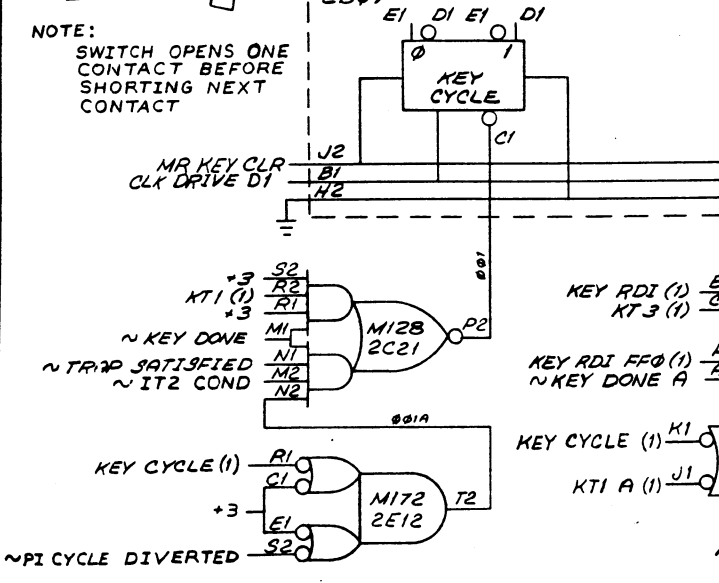 E1 D1 E1 D1
NOTE:
SWITCH OPENS ONE
CONTACT BEFORE
SHORTING NEXT
CONTACT
Ø 1
KEY
CYCLE
C1
MR KEY CLR J2
CLK DRIVE D1 B1
H2
ØØ1
+3 S2
KT1 (1) R2
+3 R1
~ KEY DONE M1
~ TRAP SATISFIED N1
~ IT2 COND M2
N2
M128
2C21
P2
KEY RDI (1)
KT3 (1)
KEY RDI FFØ (1)
~ KEY DONE A
ØØ1A
KEY CYCLE (1) K1
KT1 A (1) J1
KEY CYCLE (1) R1
C1
+3
E1
~PI CYCLE DIVERTED S2
M172
2E12
T2